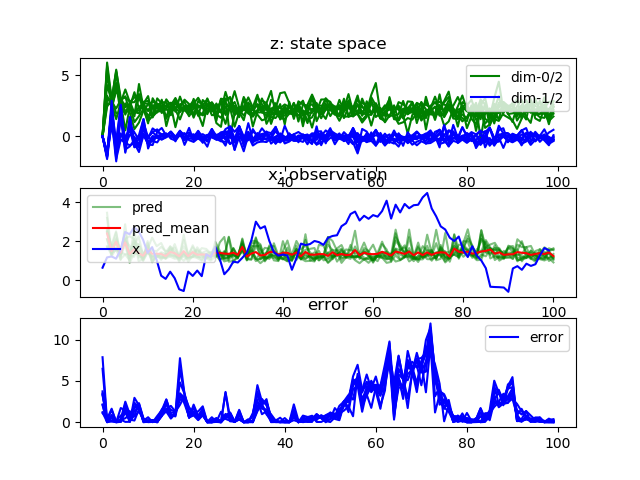 z: state space
5
0
dim-0/2
dim-1/2
0 20 40 60 80 100
x: observation
4
2
0
pred
pred_mean
x
0 20 40 60 80 100
error
10
5
0
error
0 20 40 60 80 100